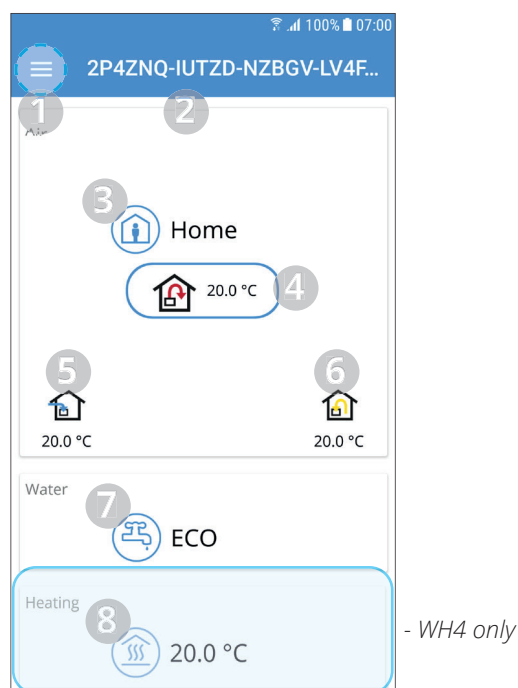 100% 07:00
2P4ZNQ-IUTZD-NZBGV-LV4F...
1
2
Air
3
Home
20.0 °C
4
5
6
20.0 °C
20.0 °C
Water
7
ECO
Heating
8
20.0 °C
- WH4 only